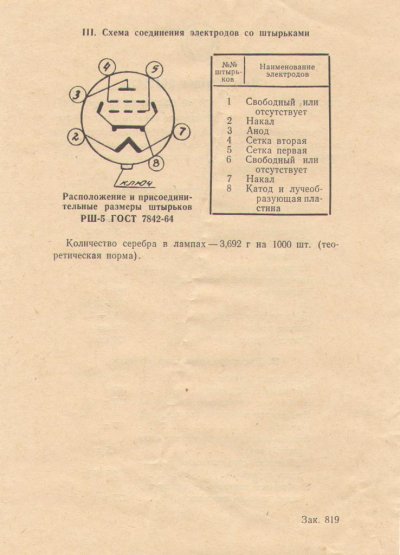 III. Схема соединения электродов со штырьками
4
5
3
2
7
8
КЛЮЧ
Расположение и присоедини-
тельные размеры штырьков
РШ-5 ГОСТ 7842-64
№№
штырь-
ков
Наименование
электродов
1 Свободный или
отсутствует
2 Накал
3 Анод
4 Сетка вторая
5 Сетка первая
6 Свободный или
отсутствует
7 Накал
8 Катод и лучеоб-
разующая пла-
стина
Количество серебра в лампах — 3,692 г на 1000 шт. (тео-
ретическая норма).
Зак. 819